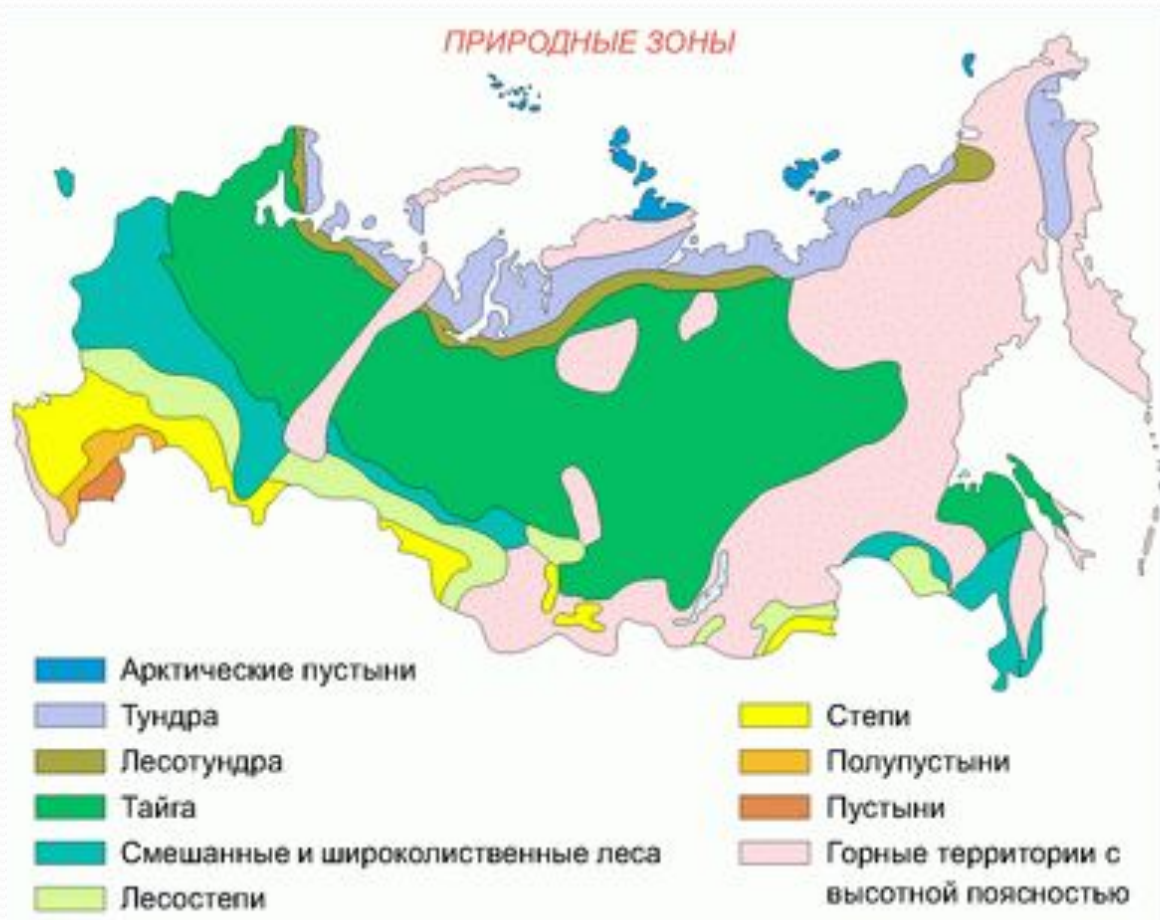 ПРИРОДНЫЕ ЗОНЫ
Арктические пустыни
Тундра
Лесотундра
Тайга
Смешанные и широколиственные леса
Лесостепи
Степи
Полупустыни
Пустыни
Горные территории с
высотной поясностью